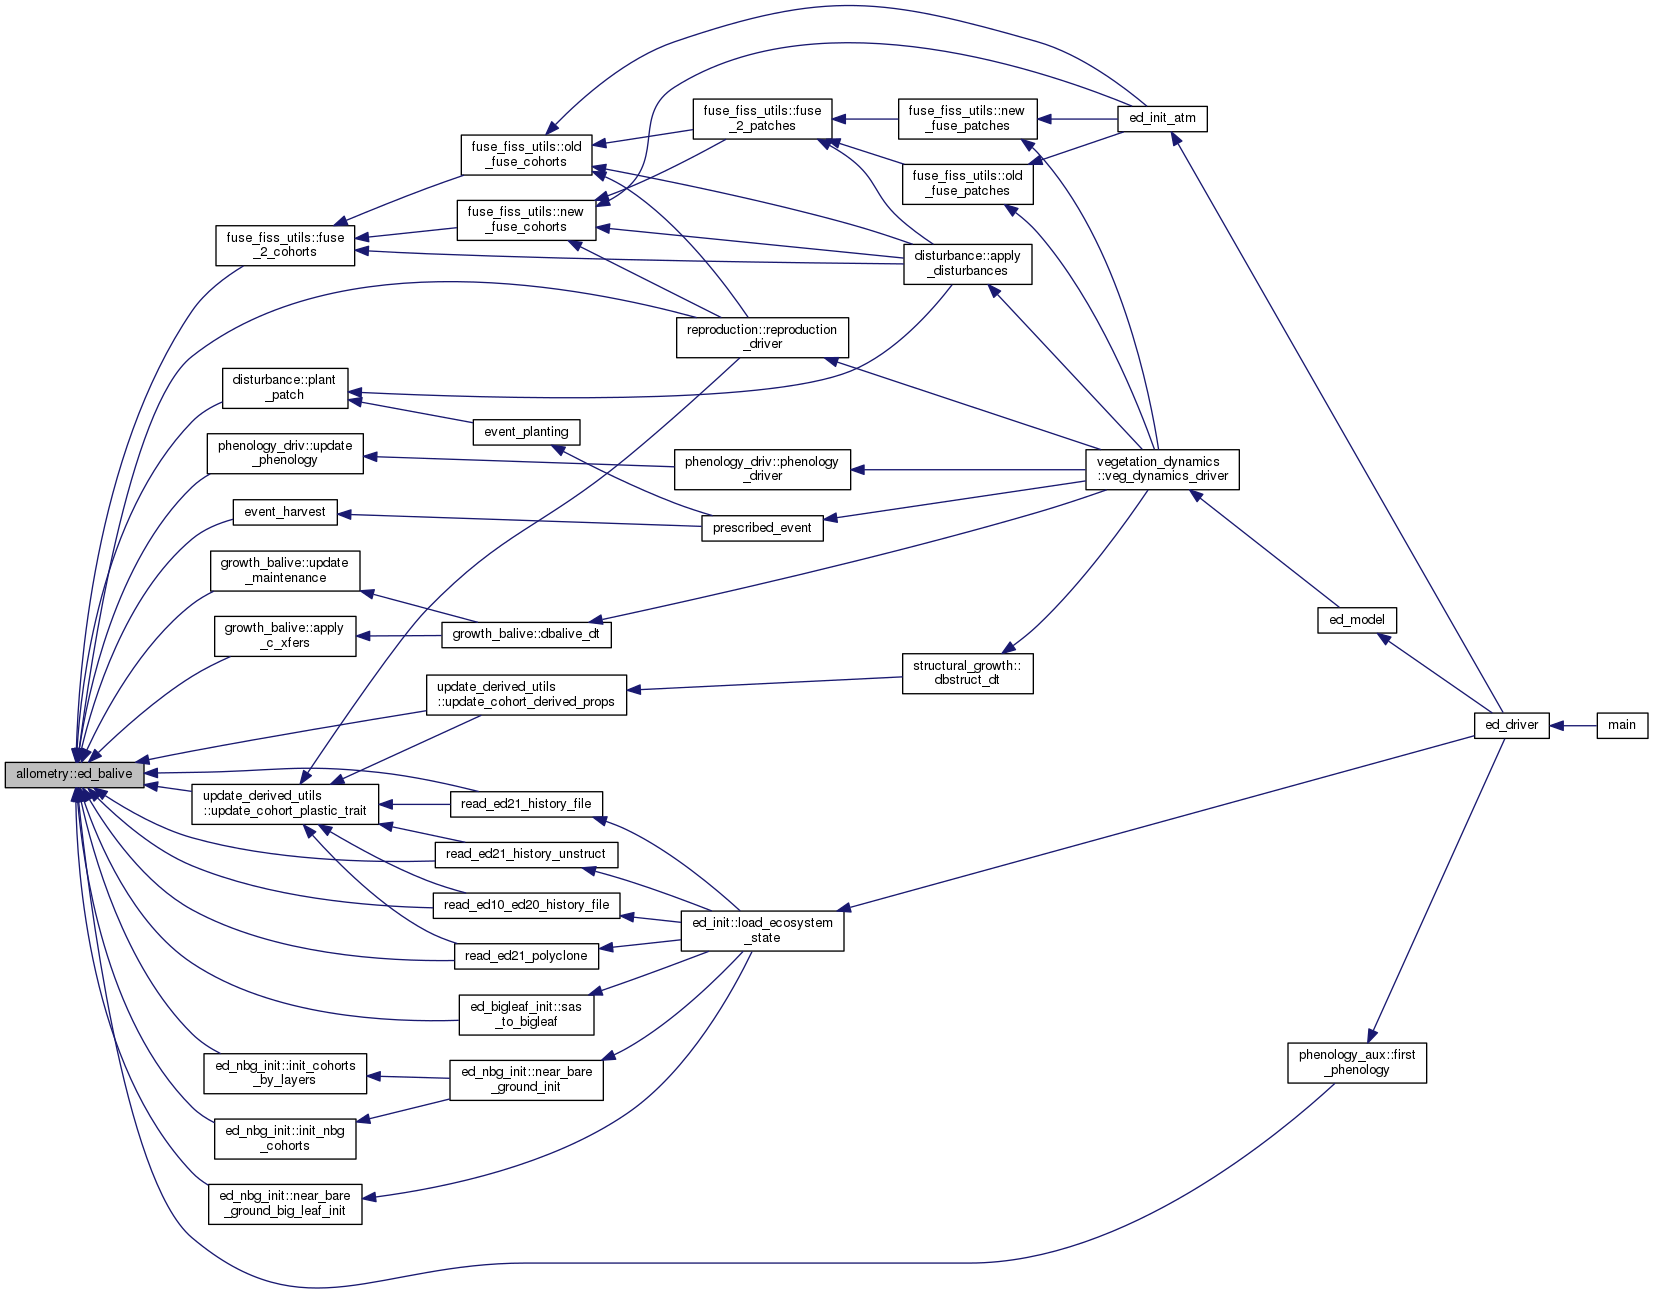 allometry::ed_balive
fuse_fiss_utils::fuse
_2_cohorts
disturbance::plant
_patch
phenology_driv::update
_phenology
event_harvest
growth_balive::update
_maintenance
growth_balive::apply
_c_xfers
update_derived_utils
::update_cohort_plastic_trait
ed_nbg_init::init_cohorts
_by_layers
ed_nbg_init::init_nbg
_cohorts
ed_nbg_init::near_bare
_ground_big_leaf_init
fuse_fiss_utils::old
_fuse_cohorts
fuse_fiss_utils::new
_fuse_cohorts
event_planting
growth_balive::dbalive_dt
update_derived_utils
::update_cohort_derived_props
read_ed21_history_file
read_ed21_history_unstruct
read_ed10_ed20_history_file
read_ed21_polyclone
ed_bigleaf_init::sas
_to_bigleaf
ed_nbg_init::near_bare
_ground_init
fuse_fiss_utils::fuse
_2_patches
reproduction::reproduction
_driver
phenology_driv::phenology
_driver
prescribed_event
ed_init::load_ecosystem
_state
fuse_fiss_utils::new
_fuse_patches
fuse_fiss_utils::old
_fuse_patches
disturbance::apply
_disturbances
structural_growth::
dbstruct_dt
ed_init_atm
vegetation_dynamics
::veg_dynamics_driver
ed_model
phenology_aux::first
_phenology
ed_driver
main